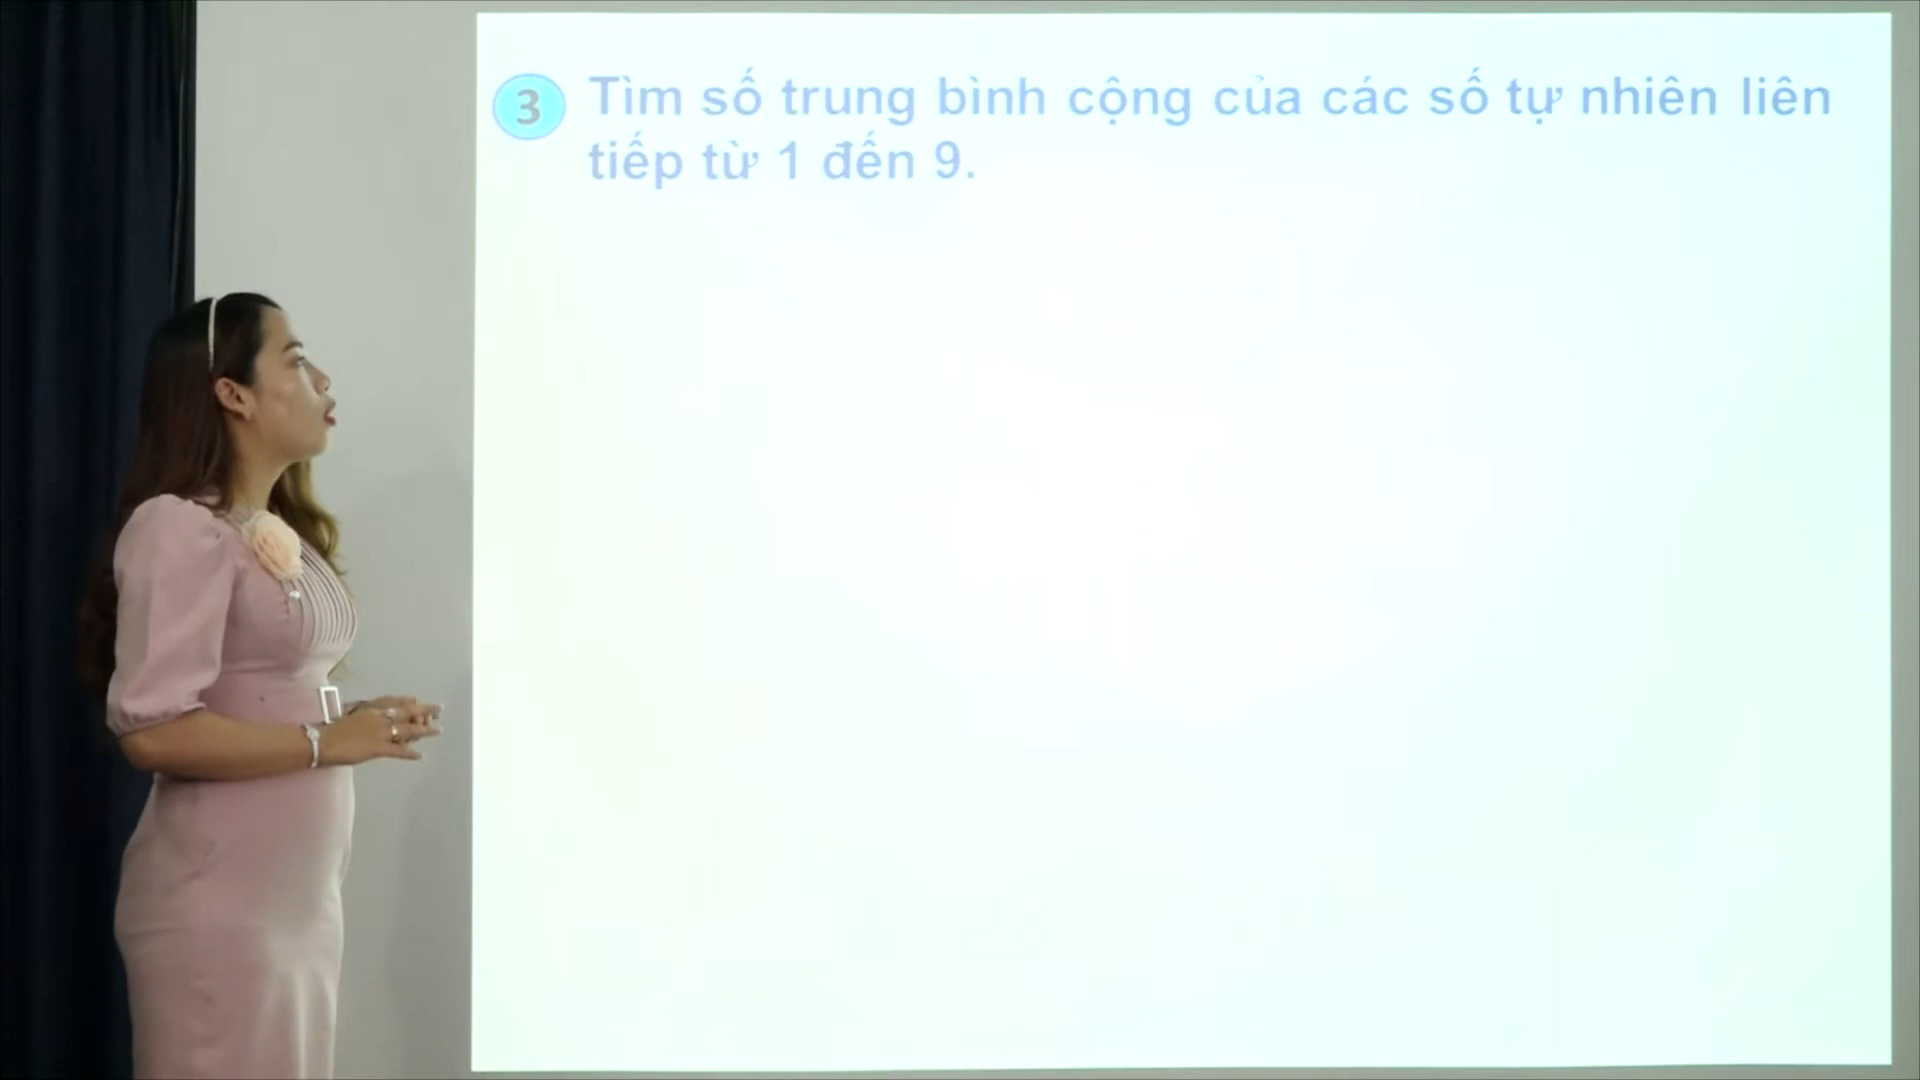 3 Tìm số trung bình cộng của các số tự nhiên liên
tiếp từ 1 đến 9.